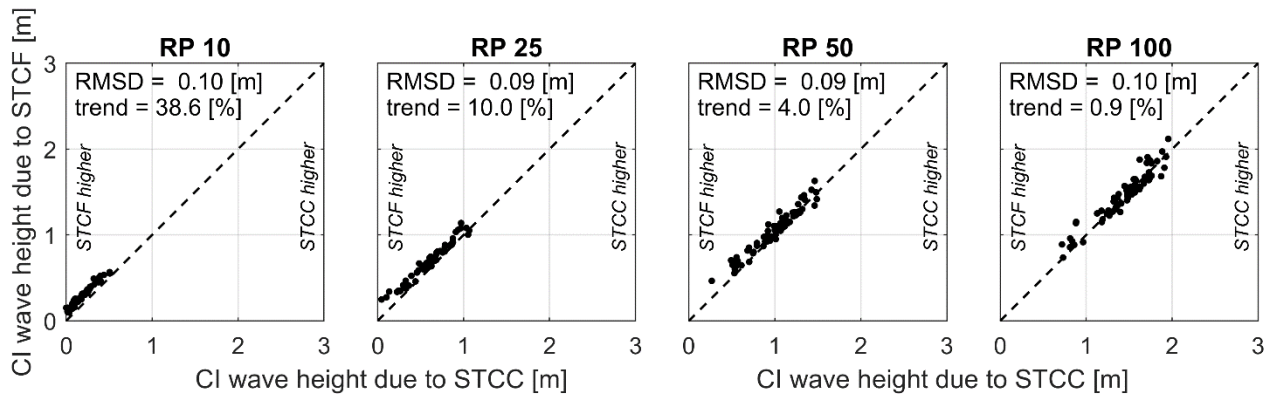 CI wave height due to STCF [m]
RP 10
RMSD = 0.10 [m]
trend = 38.6 [%]
STCF higher
STCC higher
3
2
1
0
0 1 2 3
RP 25
RMSD = 0.09 [m]
trend = 10.0 [%]
STCF higher
STCC higher
0 1 2 3
CI wave height due to STCC [m]
RP 50
RMSD = 0.09 [m]
trend = 4.0 [%]
STCF higher
STCC higher
0 1 2 3
RP 100
RMSD = 0.10 [m]
trend = 0.9 [%]
STCF higher
STCC higher
0 1 2 3
CI wave height due to STCC [m]